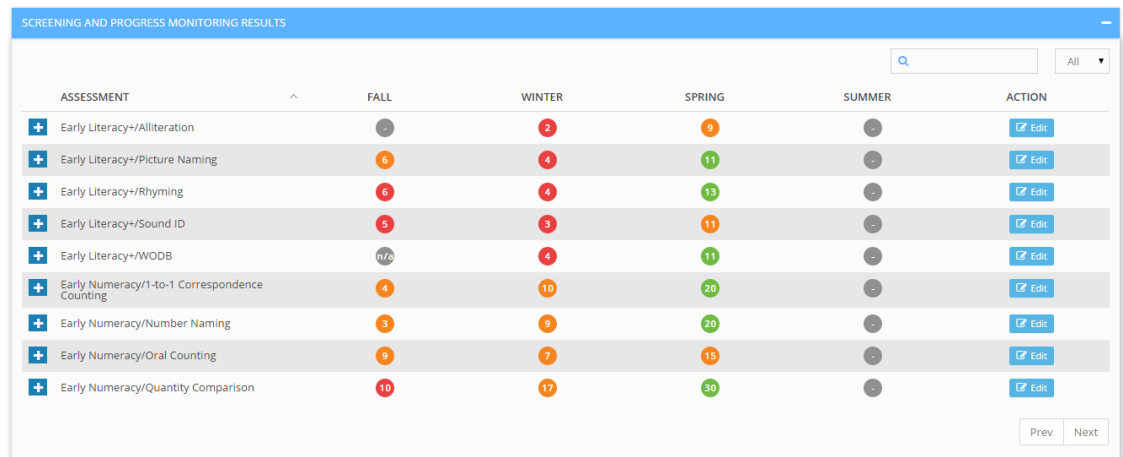 SCREENING AND PROGRESS MONITORING RESULTS
All
ASSESSMENT FALL WINTER SPRING SUMMER ACTION
Early Literacy+/Alliteration - 2 9 - Edit
Early Literacy+/Picture Naming 6 4 11 - Edit
Early Literacy+/Rhyming 6 4 13 - Edit
Early Literacy+/Sound ID 5 3 11 - Edit
Early Literacy+/WODB n/a 4 11 - Edit
Early Numeracy/1-to-1 Correspondence
Counting 4 10 20 - Edit
Early Numeracy/Number Naming 3 9 20 - Edit
Early Numeracy/Oral Counting 9 7 15 - Edit
Early Numeracy/Quantity Comparison 10 17 30 - Edit
Prev Next